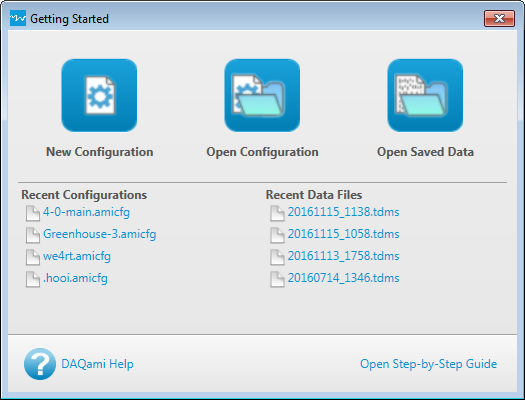 Getting Started
New Configuration
Open Configuration
Open Saved Data
Recent Configurations
4-0-main.amicfg
Greenhouse-3.amicfg
we4rt.amicfg
.hooi.amicfg
Recent Data Files
20161115_1138.tdms
20161115_1058.tdms
20161113_1758.tdms
20160714_1346.tdms
? DAQami Help
Open Step-by-Step Guide